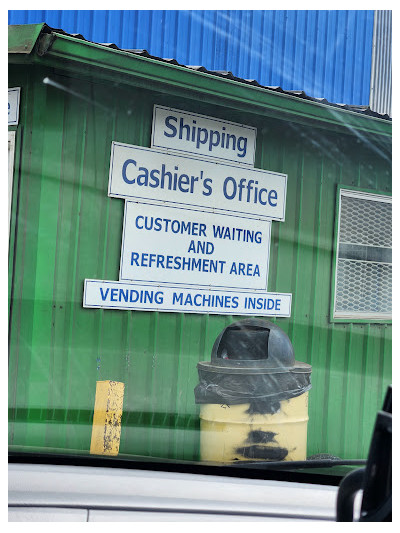 Shipping
Cashier's Office
CUSTOMER WAITING
AND
REFRESHMENT AREA
VENDING MACHINES INSIDE